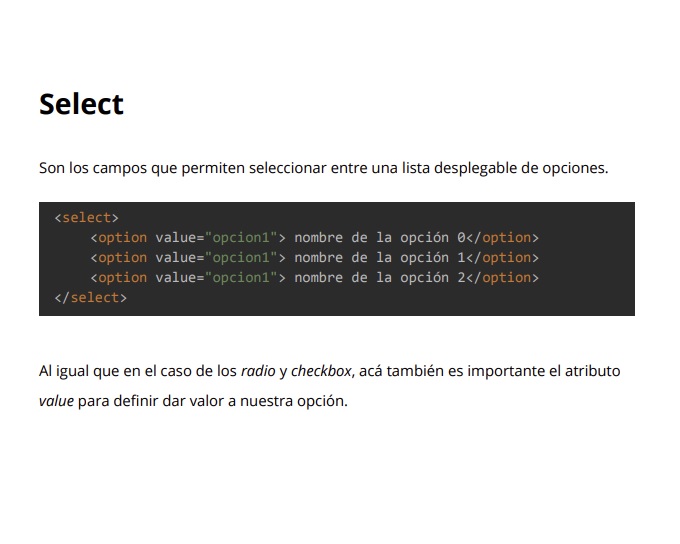 Select
Son los campos que permiten seleccionar entre una lista desplegable de opciones.
<select>
    <option value="opcion1"> nombre de la opción 0</option>
    <option value="opcion1"> nombre de la opción 1</option>
    <option value="opcion1"> nombre de la opción 2</option>
</select>
Al igual que en el caso de los radio y checkbox, acá también es importante el atributo
value para definir dar valor a nuestra opción.